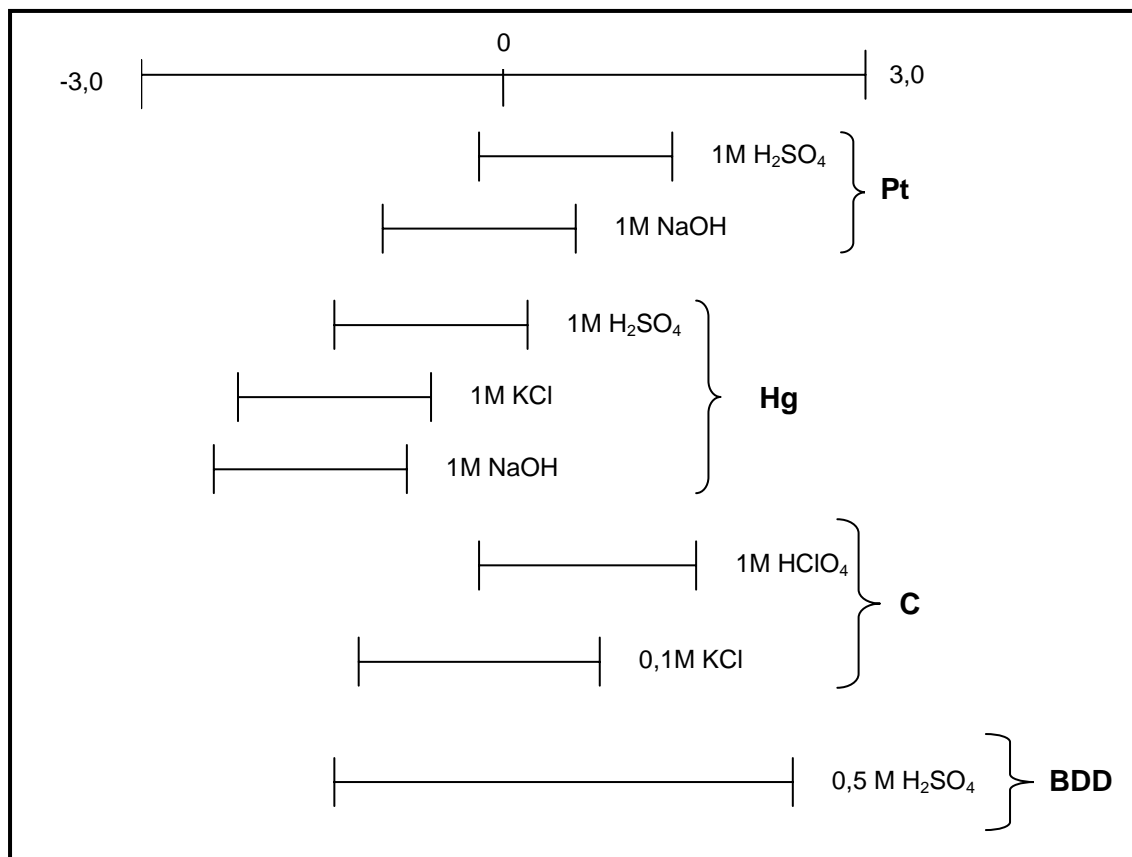 0
-3,0
3,0
1M H₂SO₄
Pt
1M NaOH
1M H₂SO₄
1M KCl
Hg
1M NaOH
1M HClO₄
C
0,1M KCl
0,5 M H₂SO₄
BDD